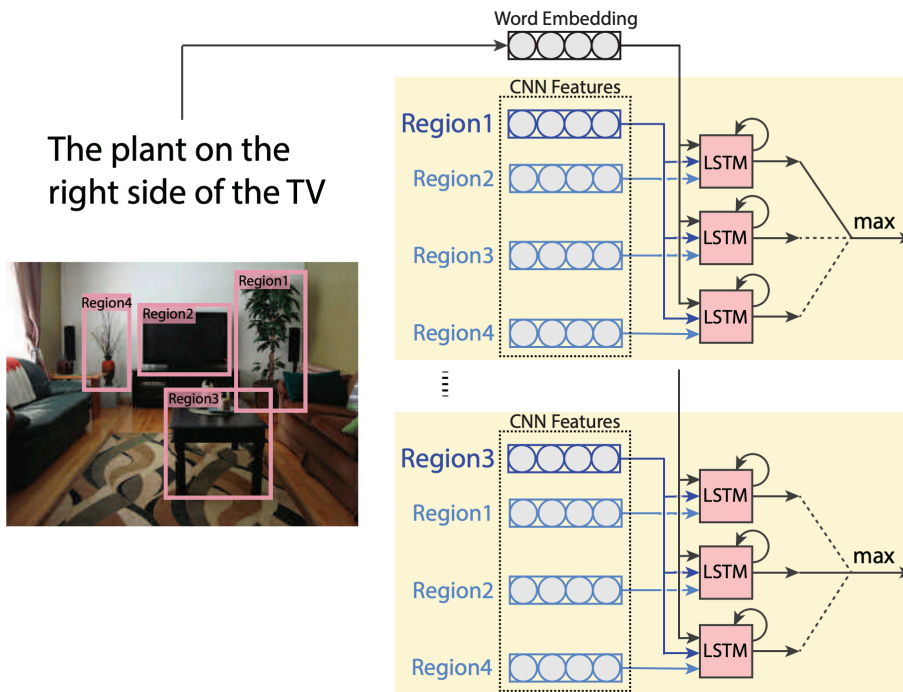 Word Embedding
CNN Features
The plant on the
right side of the TV
Region1
Region2
Region3
Region4
LSTM
LSTM
LSTM
max
Region4
Region2
Region1
Region3
CNN Features
Region3
Region1
Region2
Region4
LSTM
LSTM
LSTM
max